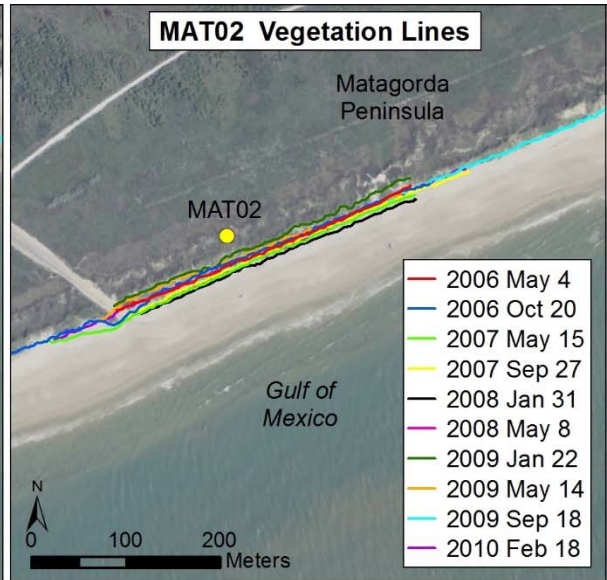 MAT02 Vegetation Lines
Matagorda
Peninsula
MAT02
Gulf of
Mexico
2006 May 4
2006 Oct 20
2007 May 15
2007 Sep 27
2008 Jan 31
2008 May 8
2009 Jan 22
2009 May 14
2009 Sep 18
2010 Feb 18
N
0 100 200
Meters